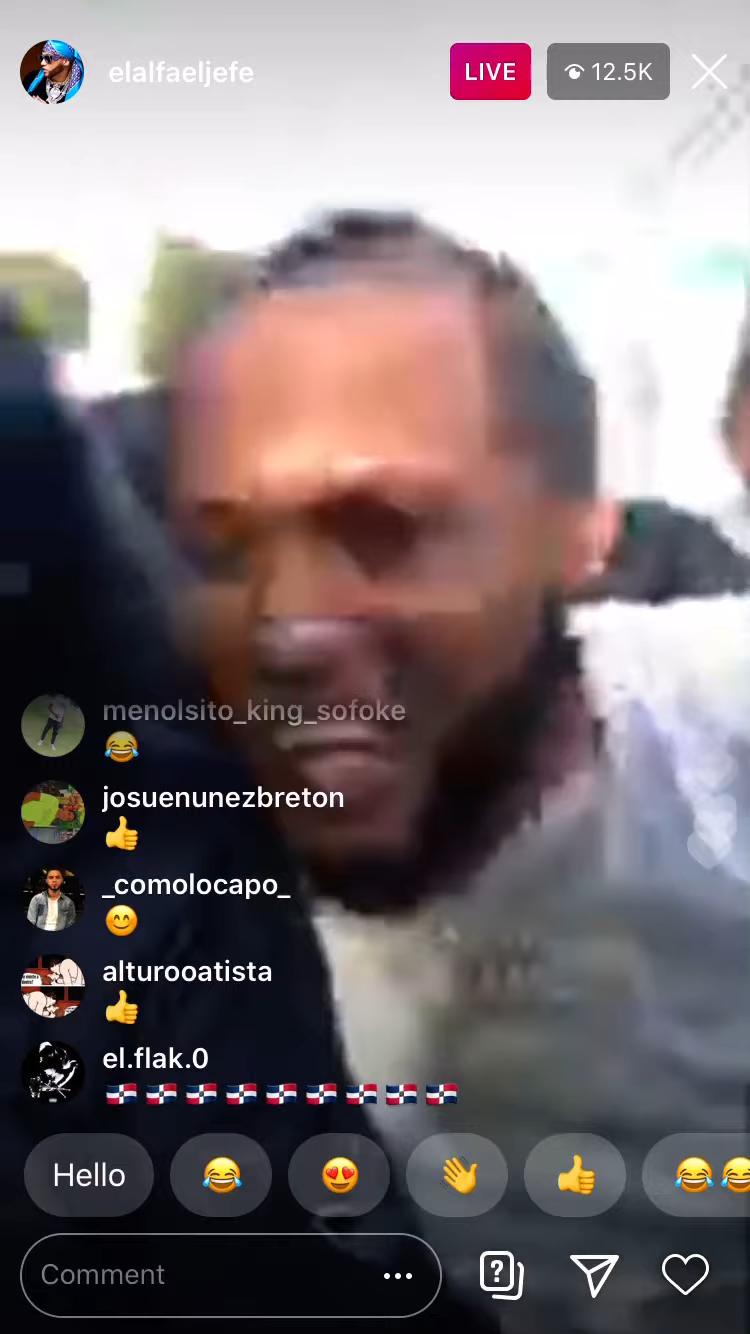 elalfaeljefe
LIVE
12.5K
menolsito_king_sofoke
😂
josuenunezbreton
👍
_comolocapo_
😊
alturooatista
👍
el.flak.0
🇩🇴🇩🇴🇩🇴🇩🇴🇩🇴🇩🇴🇩🇴🇩🇴🇩🇴
Hello 😂 😍 👋 👍 😂😂
Comment